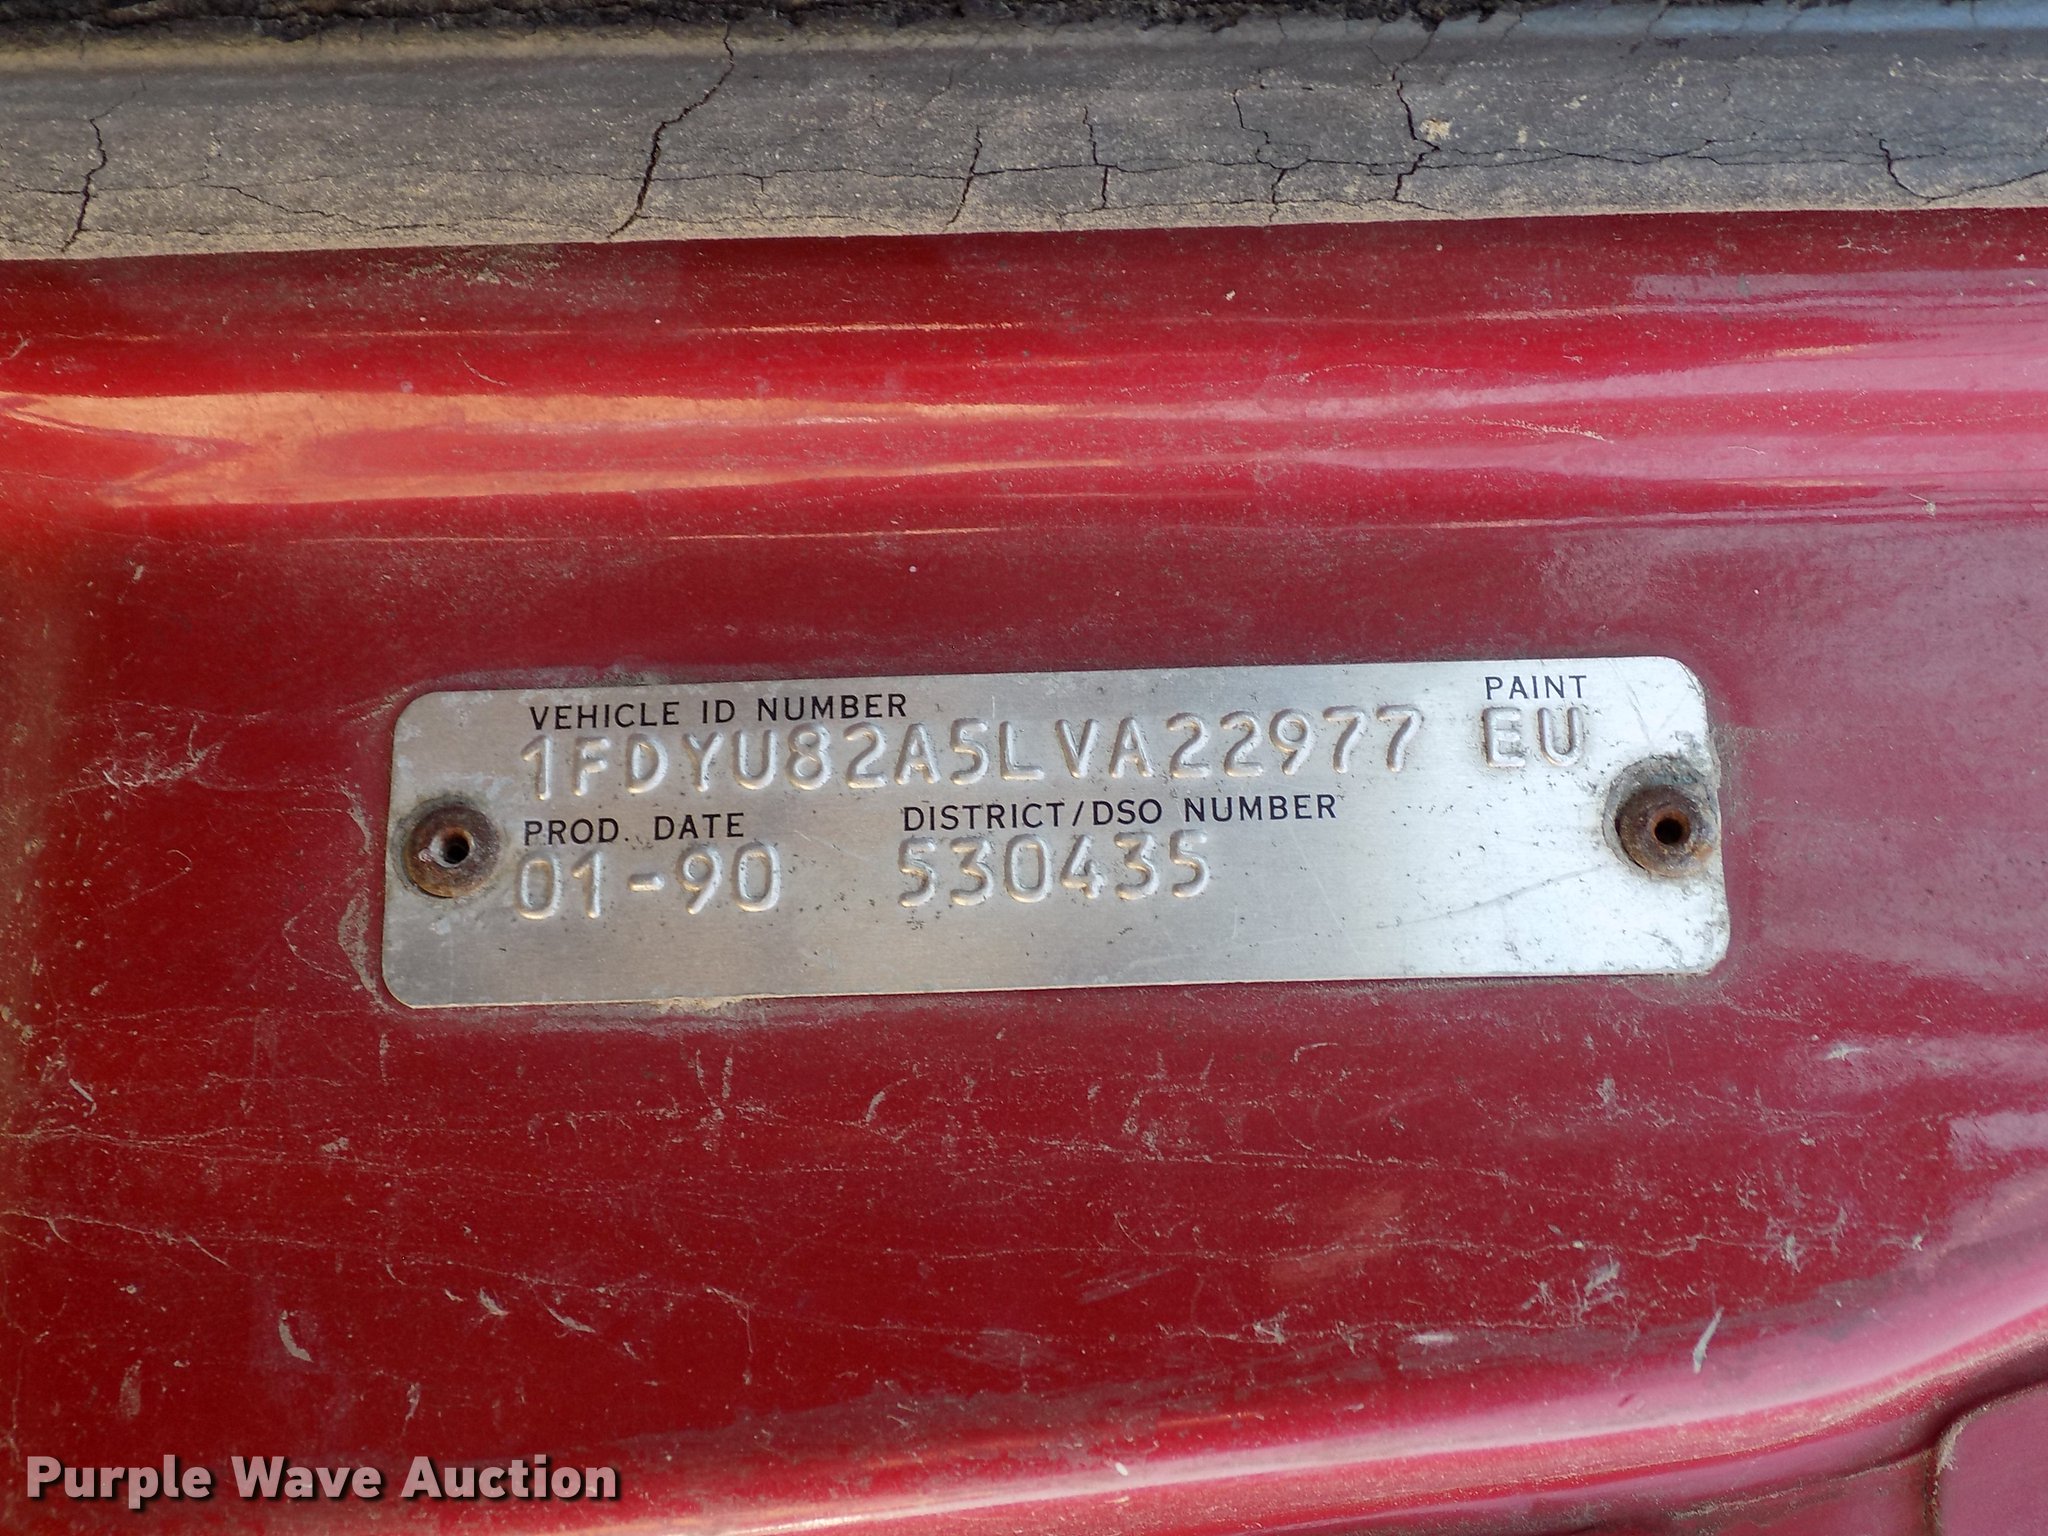 VEHICLE ID NUMBER PAINT
1FDYU82A5LVA22977 EU
PROD. DATE DISTRICT/DSO NUMBER
01-90 530435
Purple Wave Auction